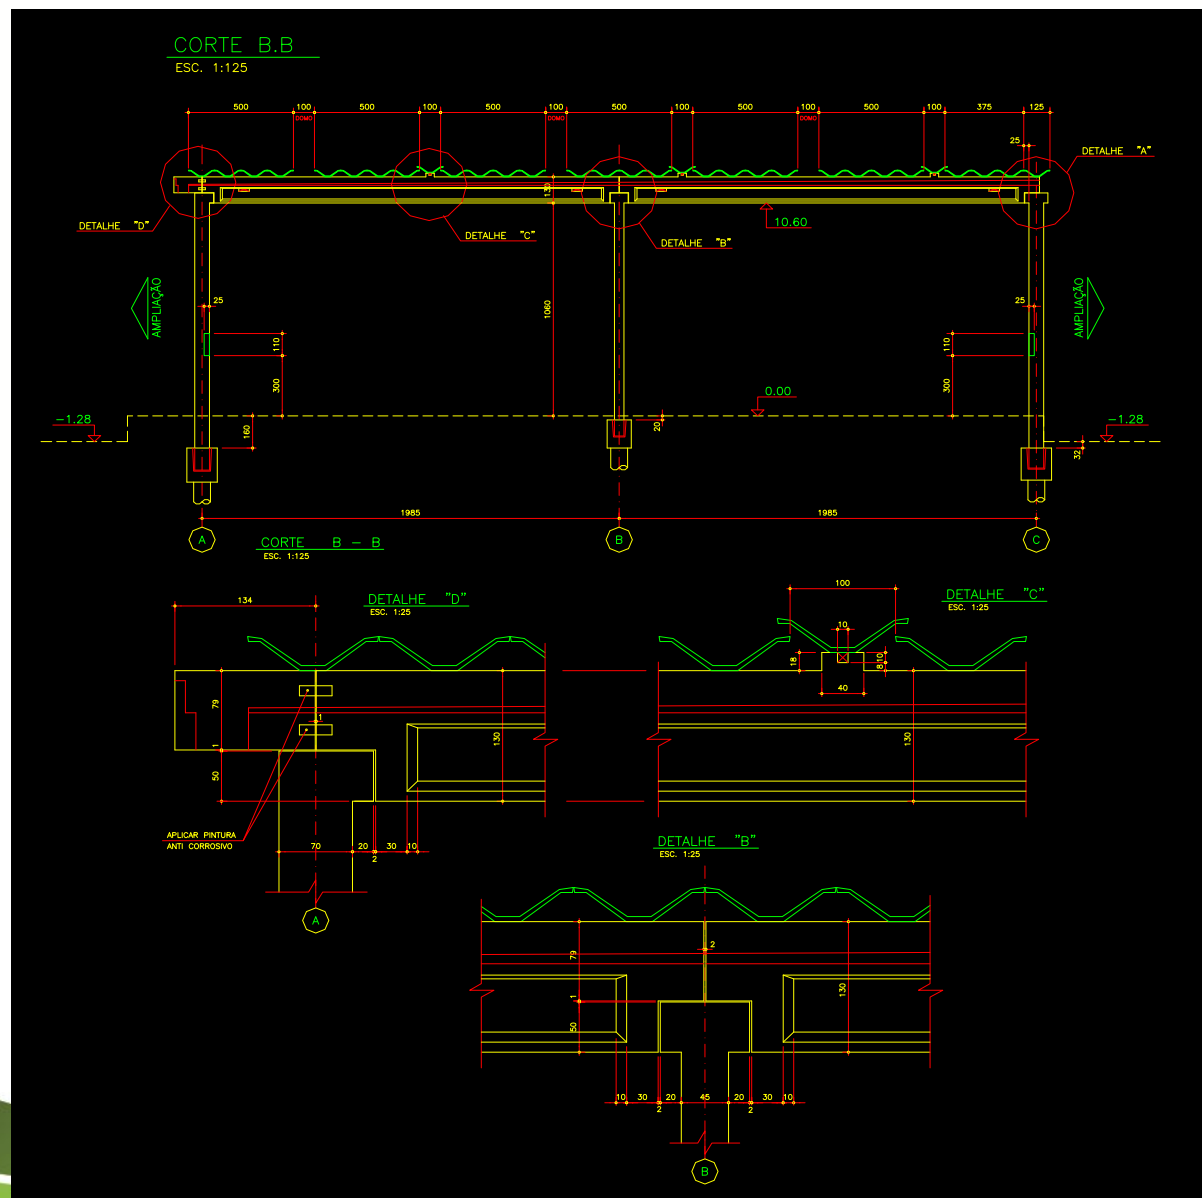 CORTE B.B
ESC. 1:125
500 100 500 100 500 100 500 100 500 100 500 100 375 125
DOMO DOMO DOMO
25
DETALHE "A"
130
DETALHE "D"
DETALHE "C"
DETALHE "B"
10.60
AMPLIAÇÃO
25
1060
25
AMPLIAÇÃO
110
110
300
300
0.00
-1.28
-1.28
160
20
32
1985 1985
A B C
CORTE B - B
ESC. 1:125
DETALHE "D"
ESC. 1:25
134
79
1
1
50
130
APLICAR PINTURA
ANTI CORROSIVO
70 20 30 10
2
A
DETALHE "C"
ESC. 1:25
100
10
18
10
8
40
130
DETALHE "B"
ESC. 1:25
2
79
1
50
130
10 30 20 45 20 30 10
2 2
B